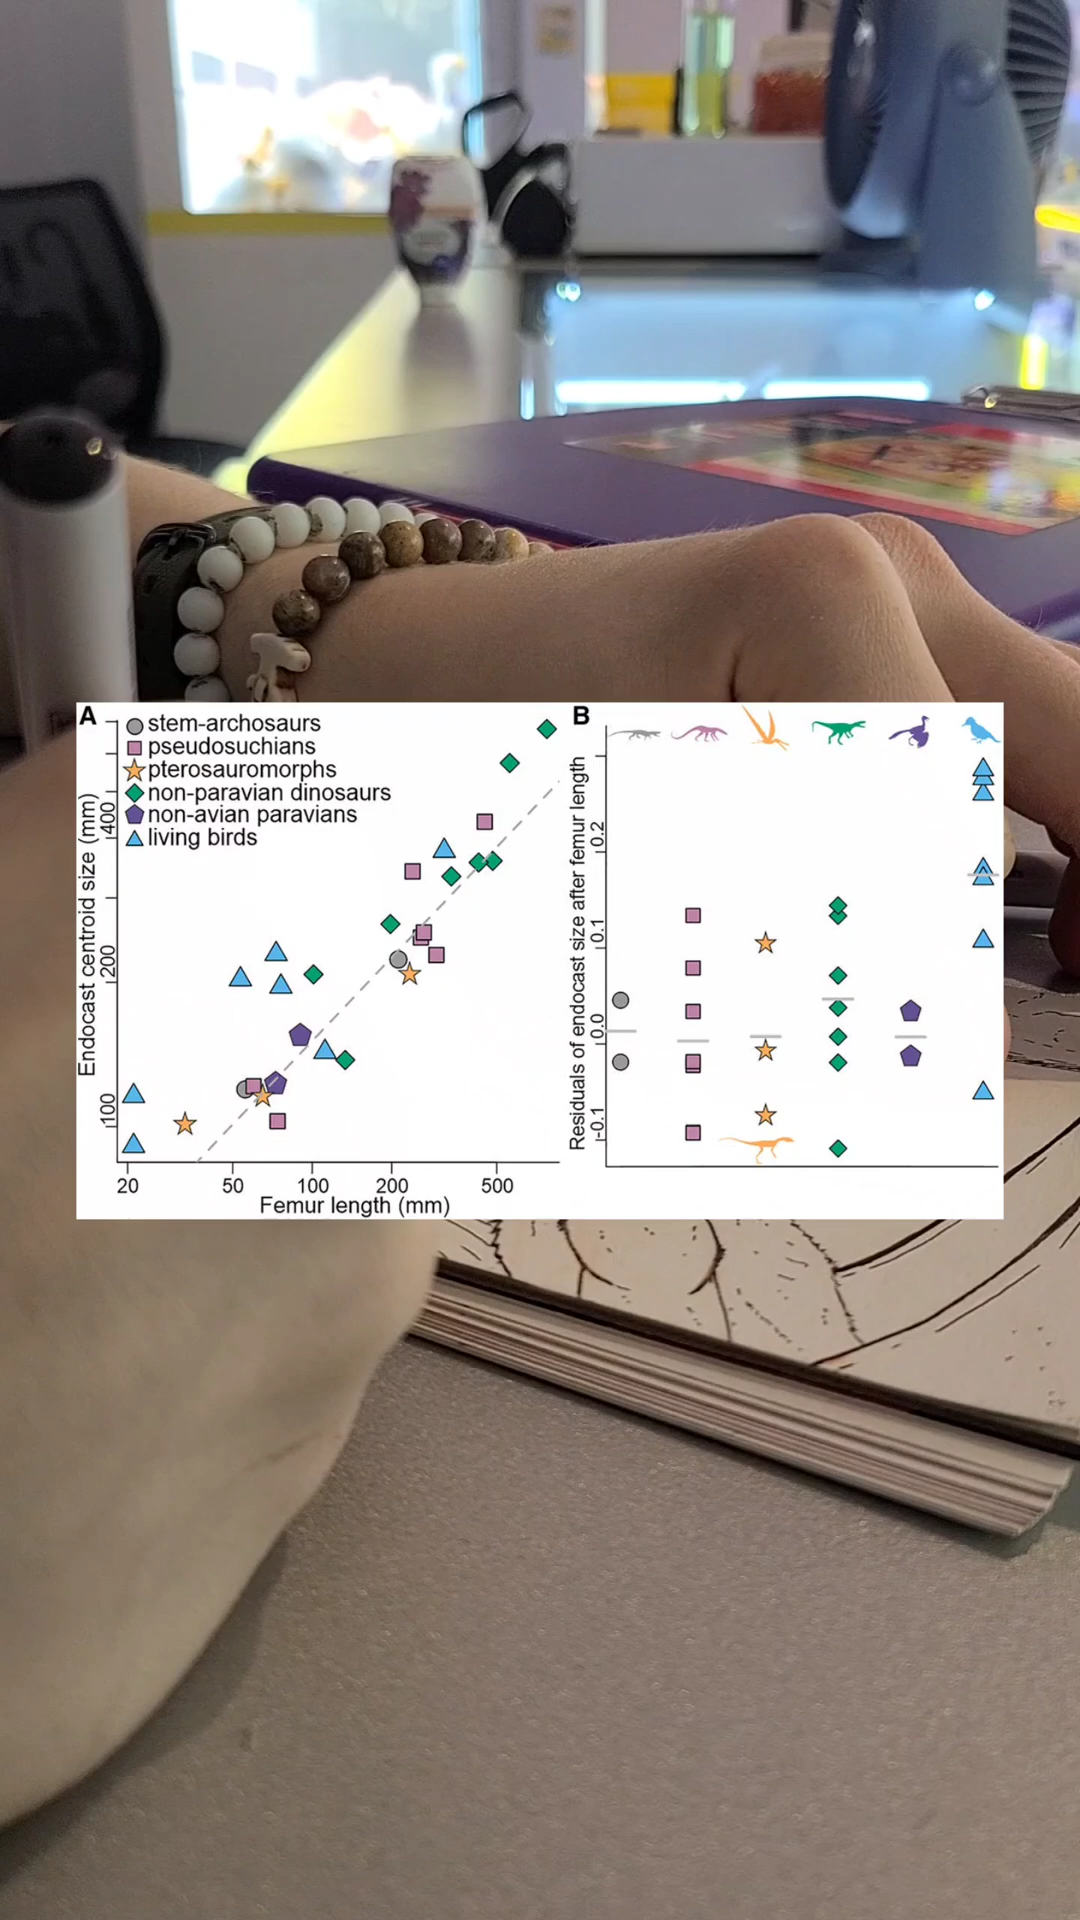 A
stem-archosaurs
pseudosuchians
pterosauromorphs
non-paravian dinosaurs
non-avian paravians
living birds
Endocast centroid size (mm)
400
200
100
20 50 100 200 500
Femur length (mm)
B
Residuals of endocast size after femur length
0.2
0.1
0.0
-0.1